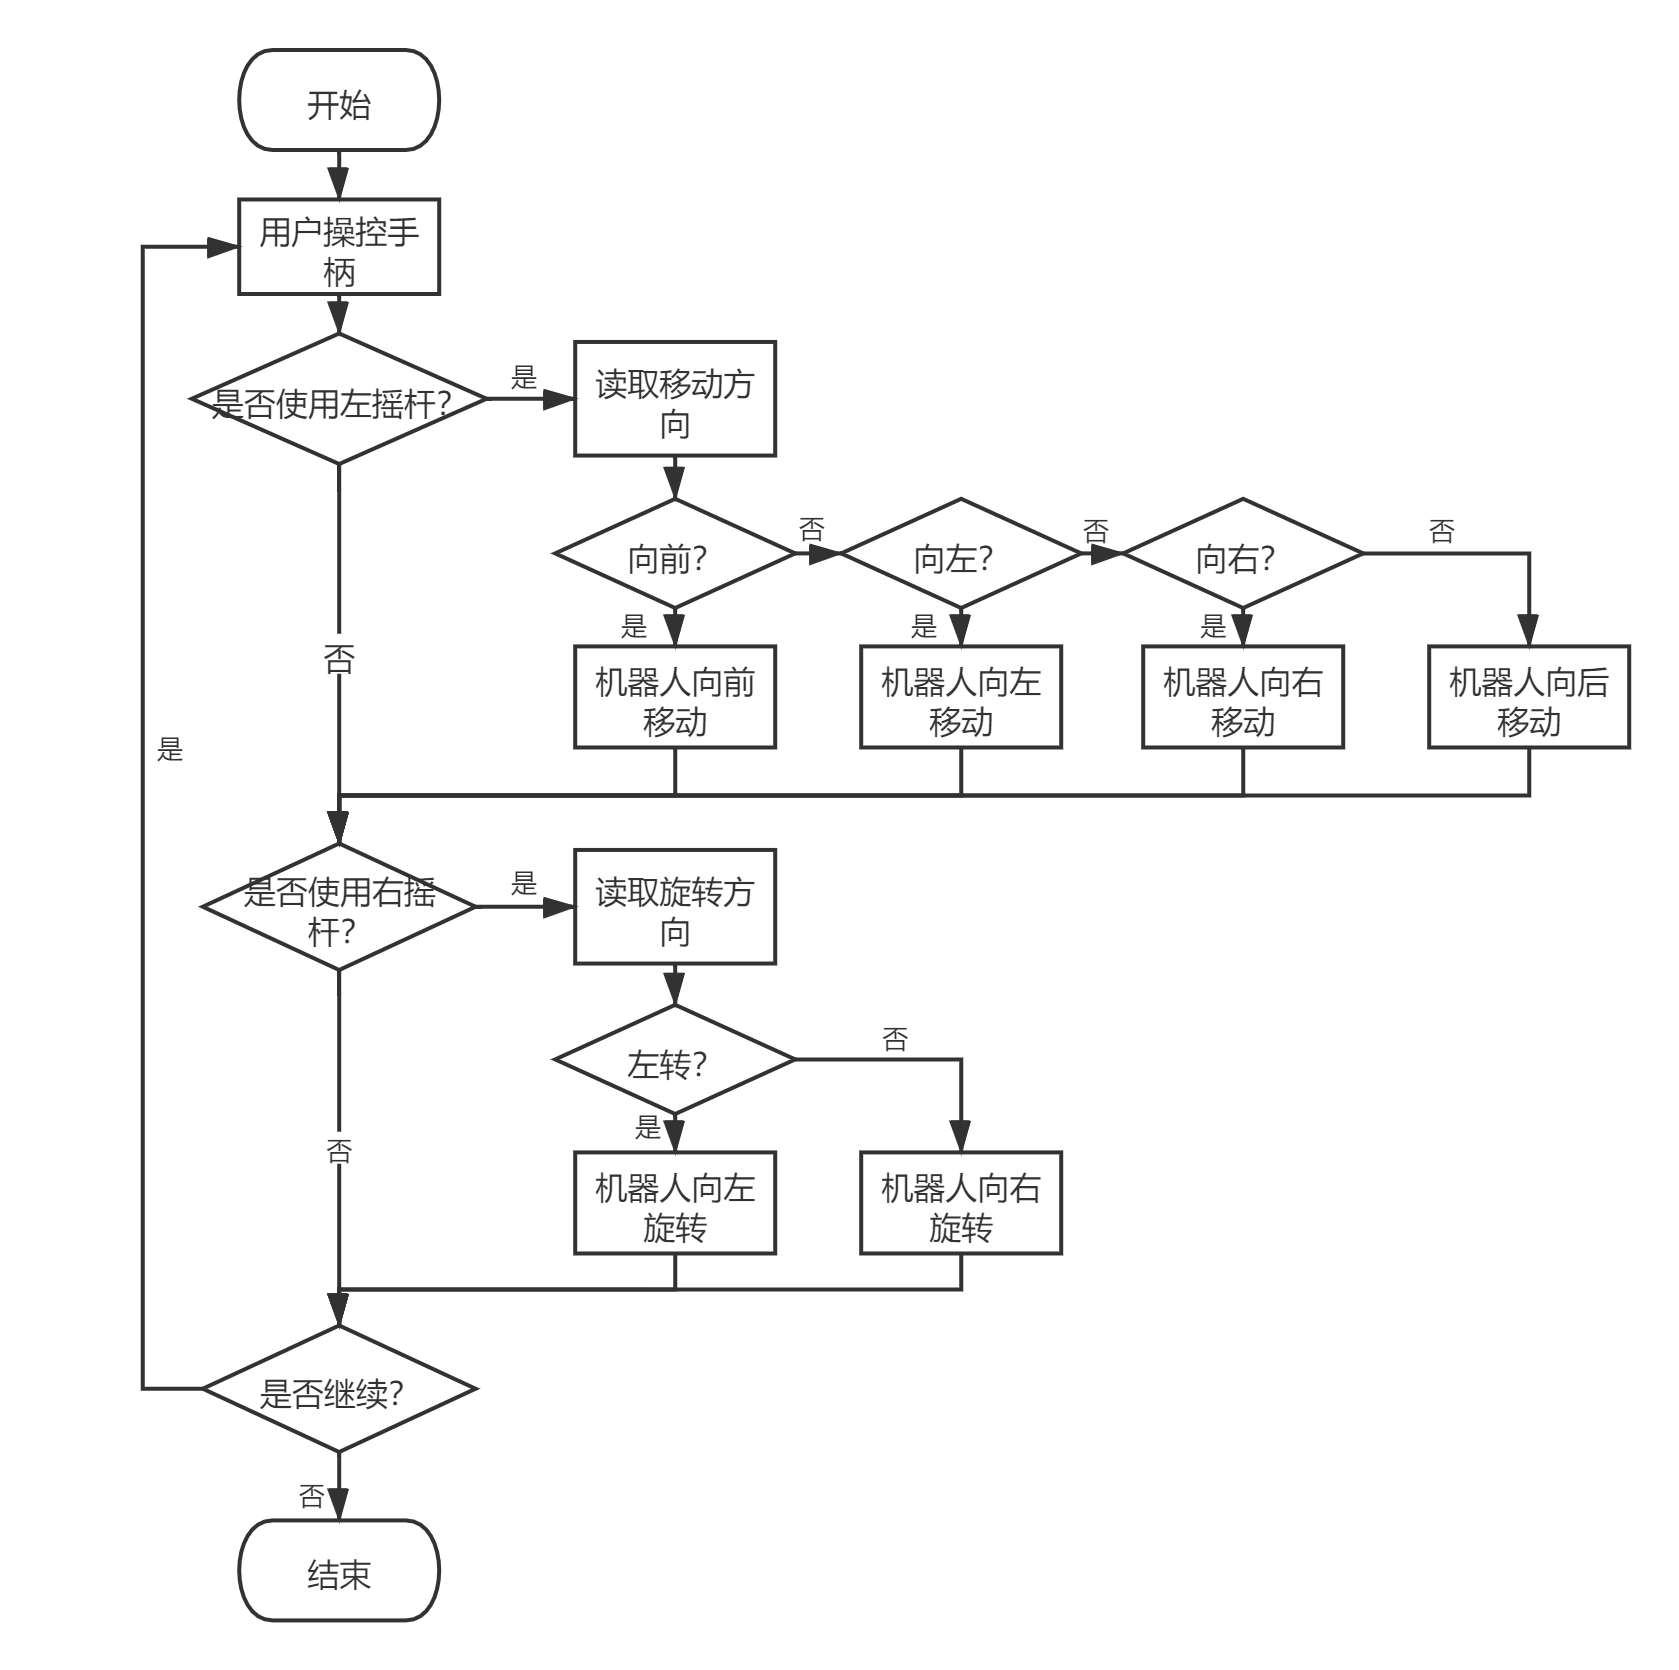 开始
用户操控手
柄
是否使用左摇杆?
是
读取移动方
向
向前?
否
向左?
否
向右?
否
是
是
是
否
机器人向前
移动
机器人向左
移动
机器人向右
移动
机器人向后
移动
是
是否使用右摇
杆?
是
读取旋转方
向
左转?
否
是
否
机器人向左
旋转
机器人向右
旋转
是否继续?
否
结束